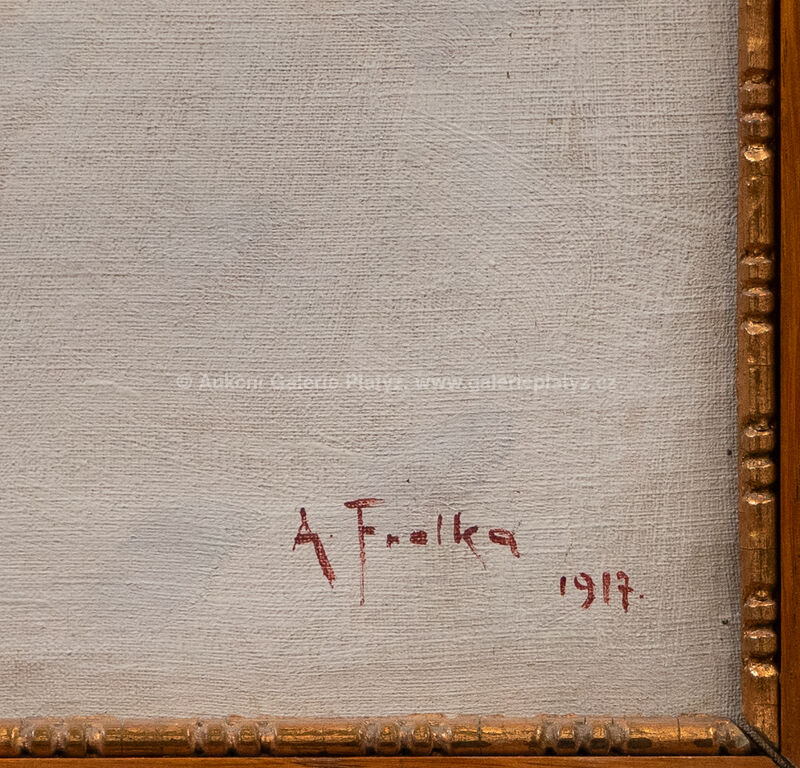 © Aukční Galerie Platýz, www.galerieplatyz.cz
A. Frolka
1917.